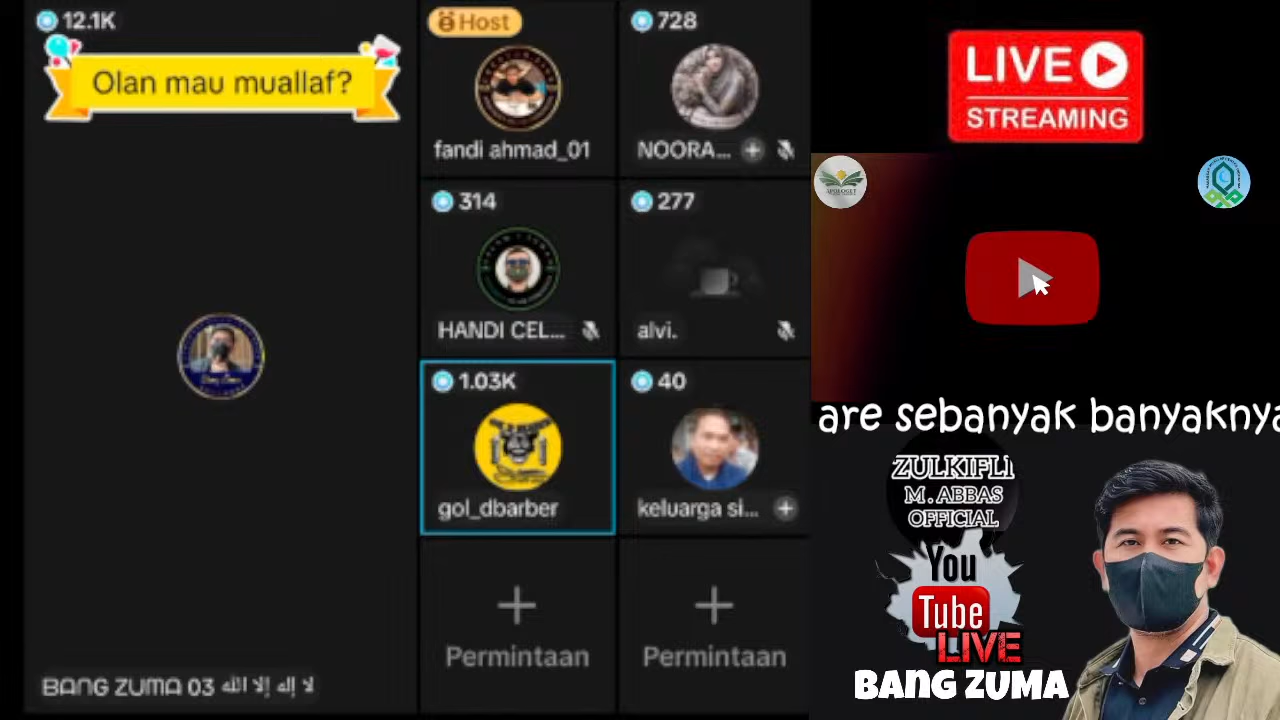 12.1K
Olan mau muallaf?
BANG ZUMA 03 لا إله إلا الله
Host
fandi ahmad_01
728
NOORA...
314
HANDI CEL...
277
alvi.
1.03K
gol_dbarber
40
keluarga si...
Permintaan
Permintaan
LIVE
STREAMING
are sebanyak banyaknya
ZULKIFLI
M. ABBAS
OFFICIAL
You
Tube
LIVE
BANG ZUMA